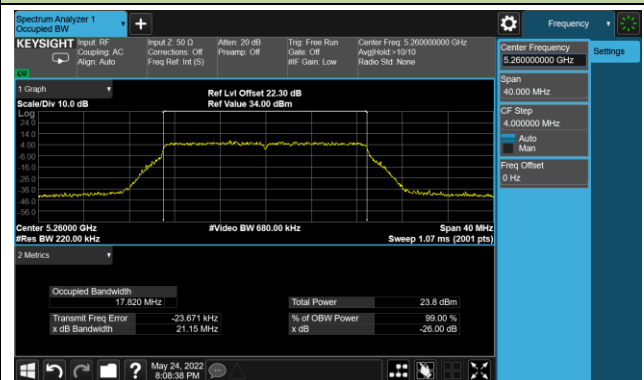 Spectrum Analyzer 1
Occupied BW
+
Frequency
KEYSIGHT
Input: RF
Coupling: AC
Align: Auto
Input Z: 50 Ω
Corrections: Off
Freq Ref: Int (S)
Atten: 20 dB
Preamp: Off
Trig: Free Run
Gate: Off
#IF Gain: Low
Center Freq: 5.260000000 GHz
Avg|Hold:>10/10
Radio Std: None
Center Frequency
5.260000000 GHz
Settings
Span
40.000 MHz
CF Step
4.000000 MHz
Auto
Man
Freq Offset
0 Hz
1 Graph
Scale/Div 10.0 dB
Ref Lvl Offset 22.30 dB
Ref Value 34.00 dBm
Log
24.0
14.0
4.00
-6.00
-16.0
-26.0
-36.0
-46.0
-56.0
Center 5.26000 GHz
#Res BW 220.00 kHz
#Video BW 680.00 kHz
Span 40 MHz
Sweep 1.07 ms (2001 pts)
2 Metrics
Occupied Bandwidth
17.820 MHz
Transmit Freq Error -23.671 kHz
x dB Bandwidth 21.15 MHz
Total Power 23.8 dBm
% of OBW Power 99.00 %
x dB -26.00 dB
?
May 24, 2022
8:08:38 PM